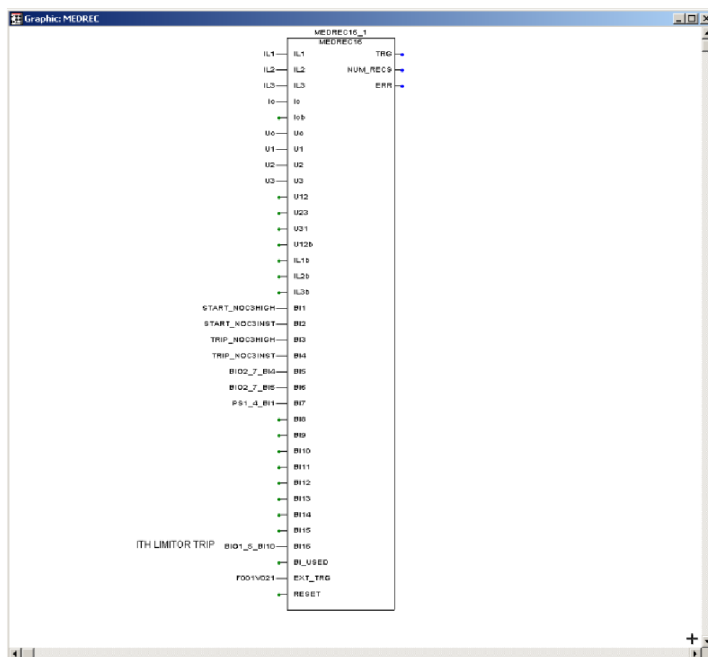 Graphic: MEDREC
MEDREC16_1
MEDREC16
IL1 IL1 TRG
IL2 IL2 NUM_RECS
IL3 IL3 ERR
Io Io
Iob
Uo Uo
U1 U1
U2 U2
U3 U3
U12
U23
U31
U12b
IL1b
IL2b
IL3b
START_NOC3HIGH BI1
START_NOC3INST BI2
TRIP_NOC3HIGH BI3
TRIP_NOC3INST BI4
BIO2_7_BI4 BI5
BIO2_7_BI5 BI6
PS1_4_BI1 BI7
BI8
BI9
BI10
BI11
BI12
BI13
BI14
BI15
ITH LIMITOR TRIP BIO1_5_BI10 BI16
BI_USED
F001V021 EXT_TRG
RESET